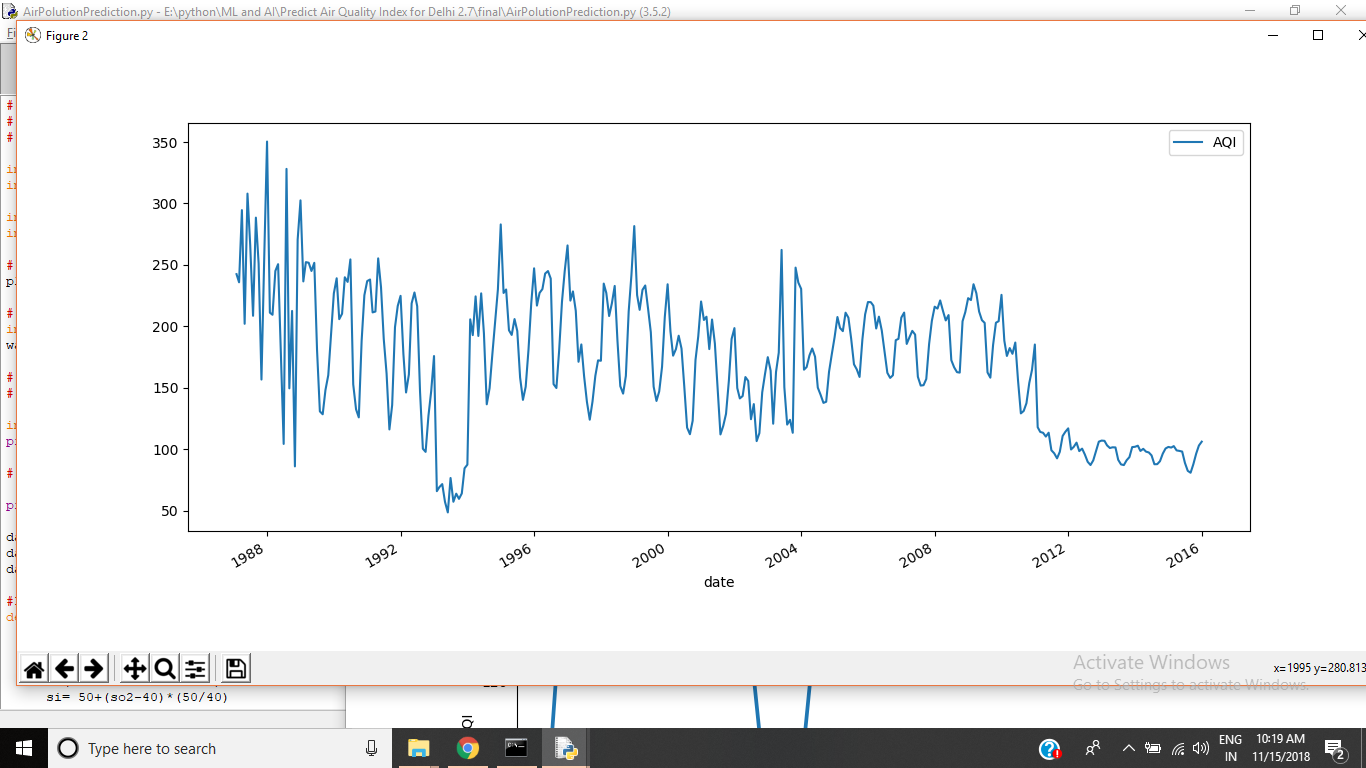 AirPolutionPrediction.py - E:\python\ML and AI\Predict Air Quality Index for Delhi 2.7\final\AirPolutionPrediction.py (3.5.2)
Figure 2
AQI
350
300
250
200
150
100
50
1988
1992
1996
2000
2004
2008
2012
2016
date
Activate Windows
Go to Settings to activate Windows.
x=1995 y=280.813
si= 50+(so2-40)*(50/40)
Type here to search
ENG
IN
10:19 AM
11/15/2018
2